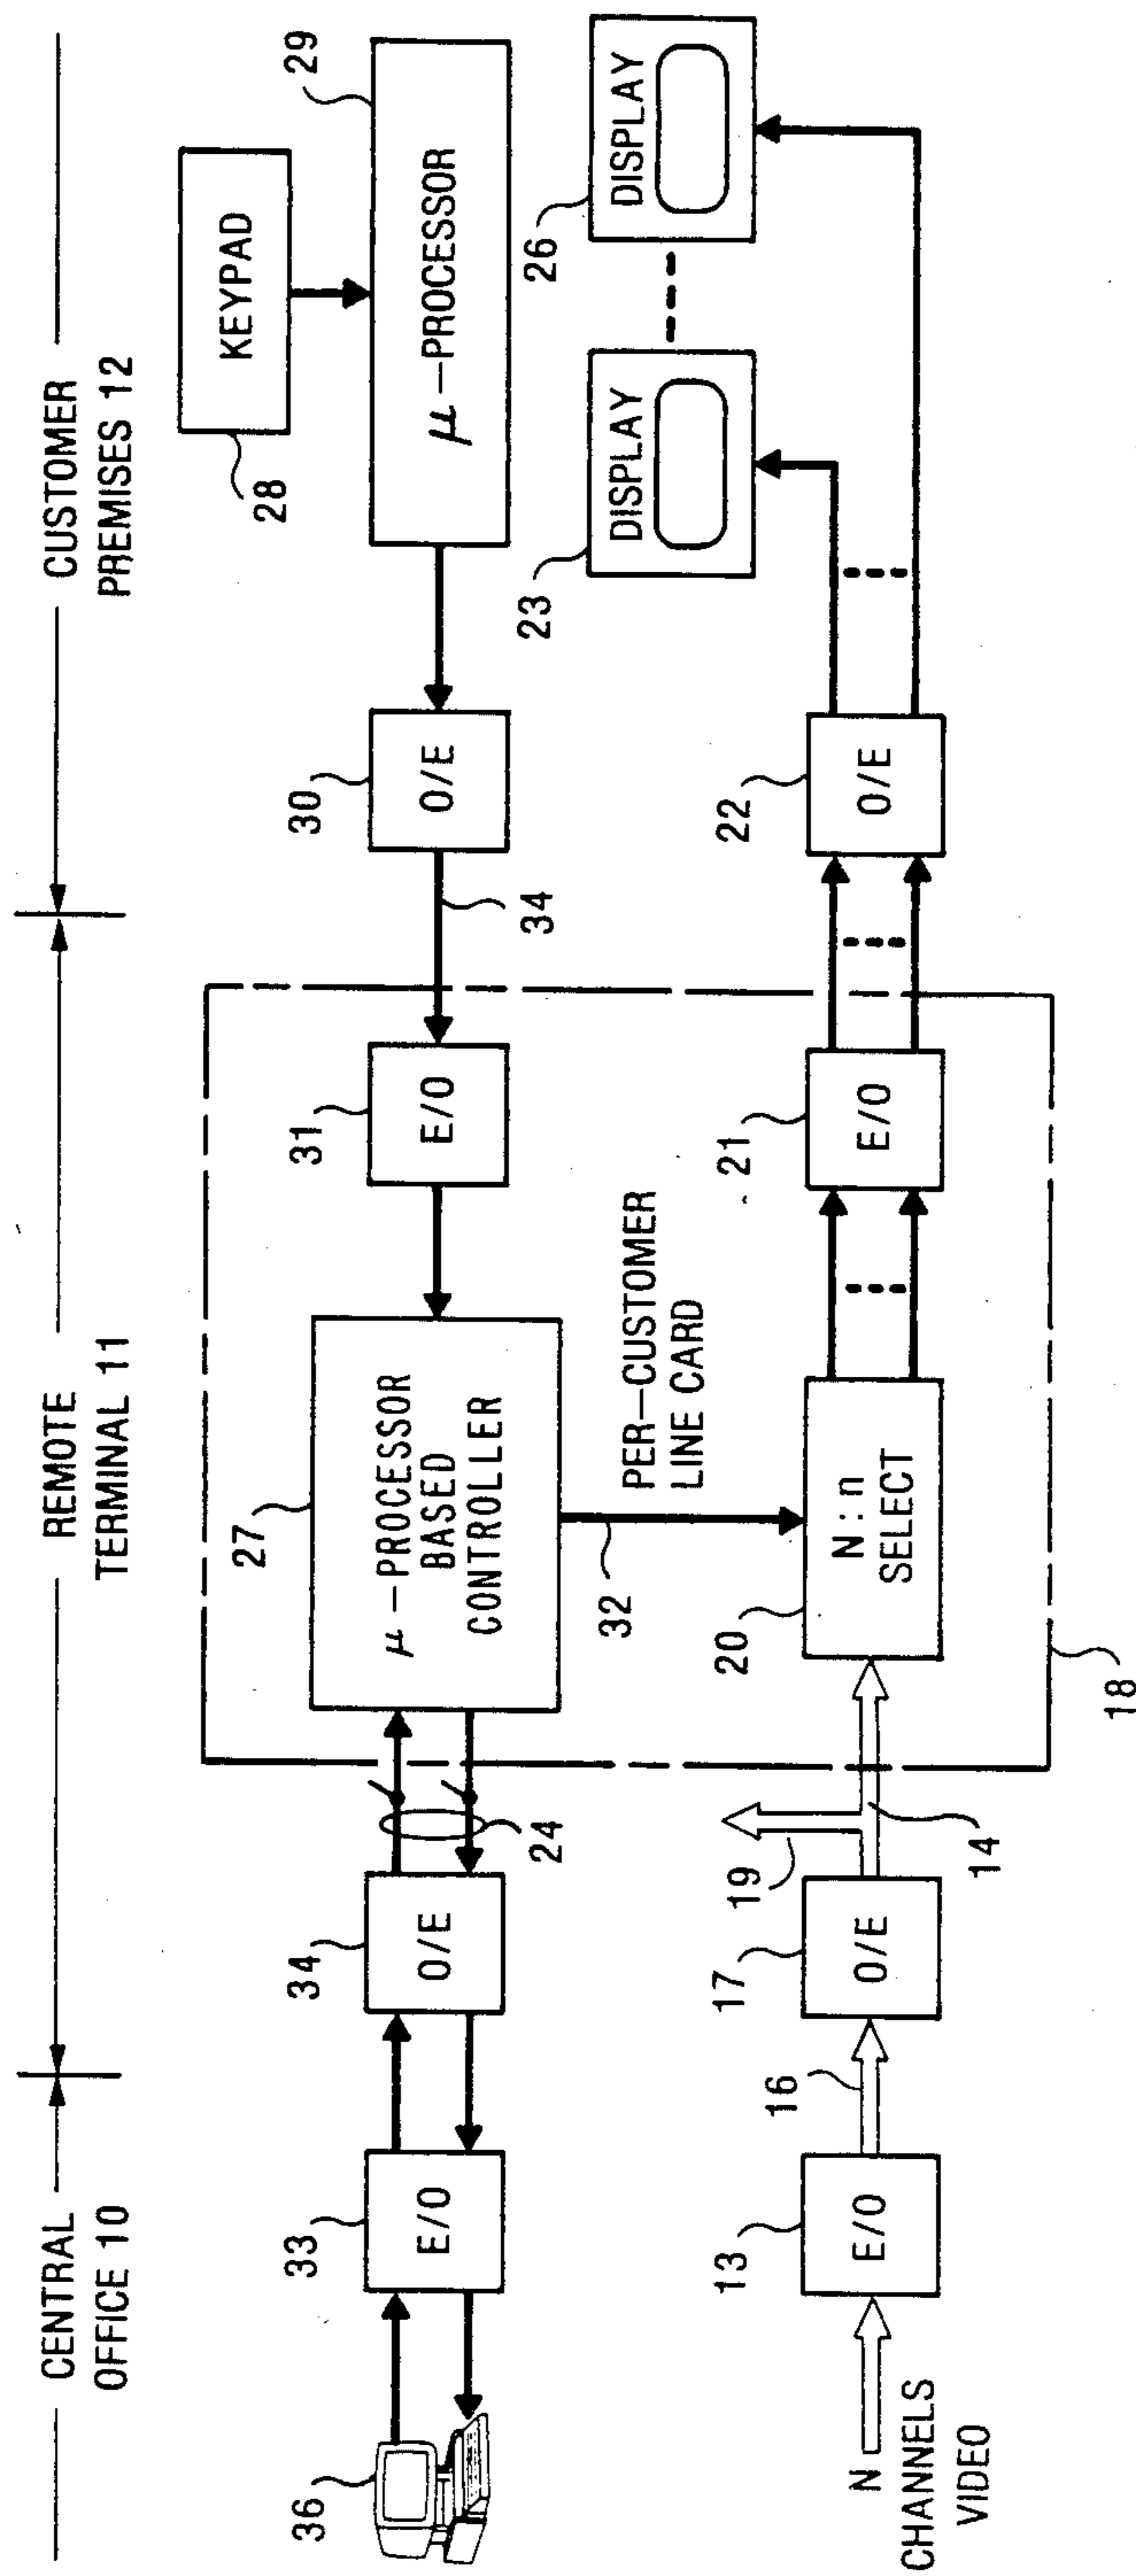 CENTRAL
OFFICE 10
REMOTE
TERMINAL 11
CUSTOMER
PREMISES 12
36
33
E/O
34
O/E
24
27
μ-PROCESSOR
BASED
CONTROLLER
31
E/O
34
30
O/E
28
KEYPAD
29
μ-PROCESSOR
32
PER-CUSTOMER
LINE CARD
N
CHANNELS
VIDEO
13
E/O
16
17
O/E
19
14
18
20
N:n
SELECT
21
E/O
22
O/E
23
DISPLAY
26
DISPLAY